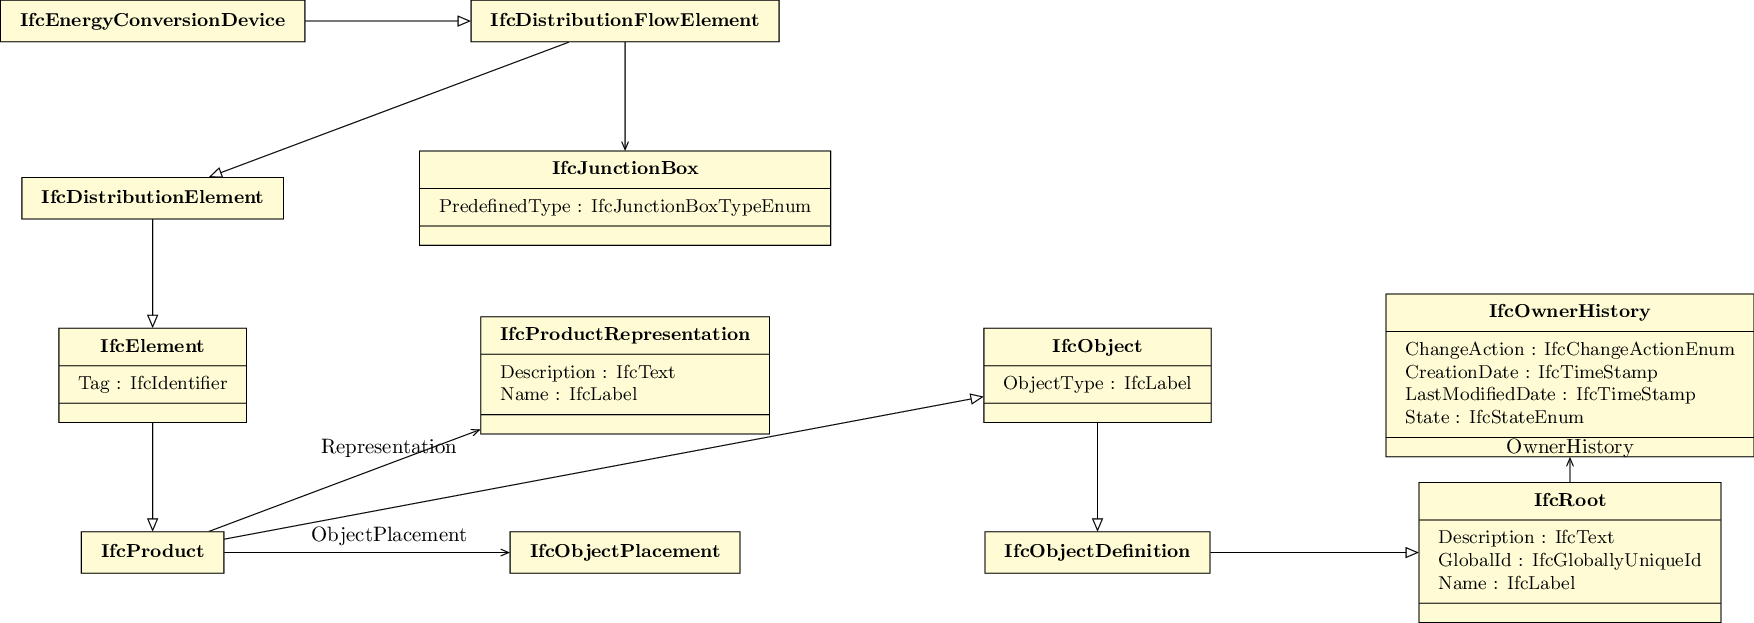 IfcEnergyConversionDevice
IfcDistributionFlowElement
IfcJunctionBox
PredefinedType : IfcJunctionBoxTypeEnum
IfcDistributionElement
IfcElement
Tag : IfcIdentifier
IfcProductRepresentation
Description : IfcText
Name : IfcLabel
IfcObject
ObjectType : IfcLabel
IfcOwnerHistory
ChangeAction : IfcChangeActionEnum
CreationDate : IfcTimeStamp
LastModifiedDate : IfcTimeStamp
State : IfcStateEnum
Representation
OwnerHistory
ObjectPlacement
IfcProduct
IfcObjectPlacement
IfcObjectDefinition
IfcRoot
Description : IfcText
GlobalId : IfcGloballyUniqueId
Name : IfcLabel